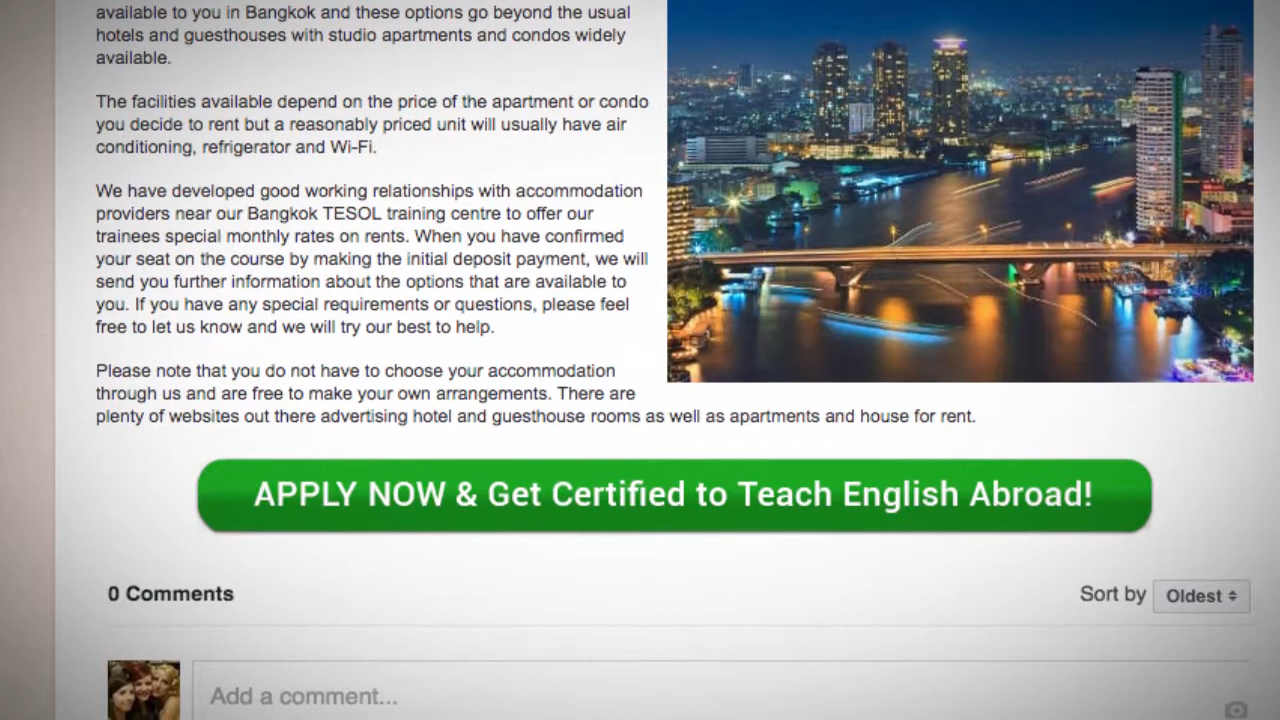 available to you in Bangkok and these options go beyond the usual
hotels and guesthouses with studio apartments and condos widely
available.
The facilities available depend on the price of the apartment or condo
you decide to rent but a reasonably priced unit will usually have air
conditioning, refrigerator and Wi-Fi.
We have developed good working relationships with accommodation
providers near our Bangkok TESOL training centre to offer our
trainees special monthly rates on rents. When you have confirmed
your seat on the course by making the initial deposit payment, we will
send you further information about the options that are available to
you. If you have any special requirements or questions, please feel
free to let us know and we will try our best to help.
Please note that you do not have to choose your accommodation
through us and are free to make your own arrangements. There are
plenty of websites out there advertising hotel and guesthouse rooms as well as apartments and house for rent.
APPLY NOW & Get Certified to Teach English Abroad!
0 Comments
Sort by Oldest
Add a comment...